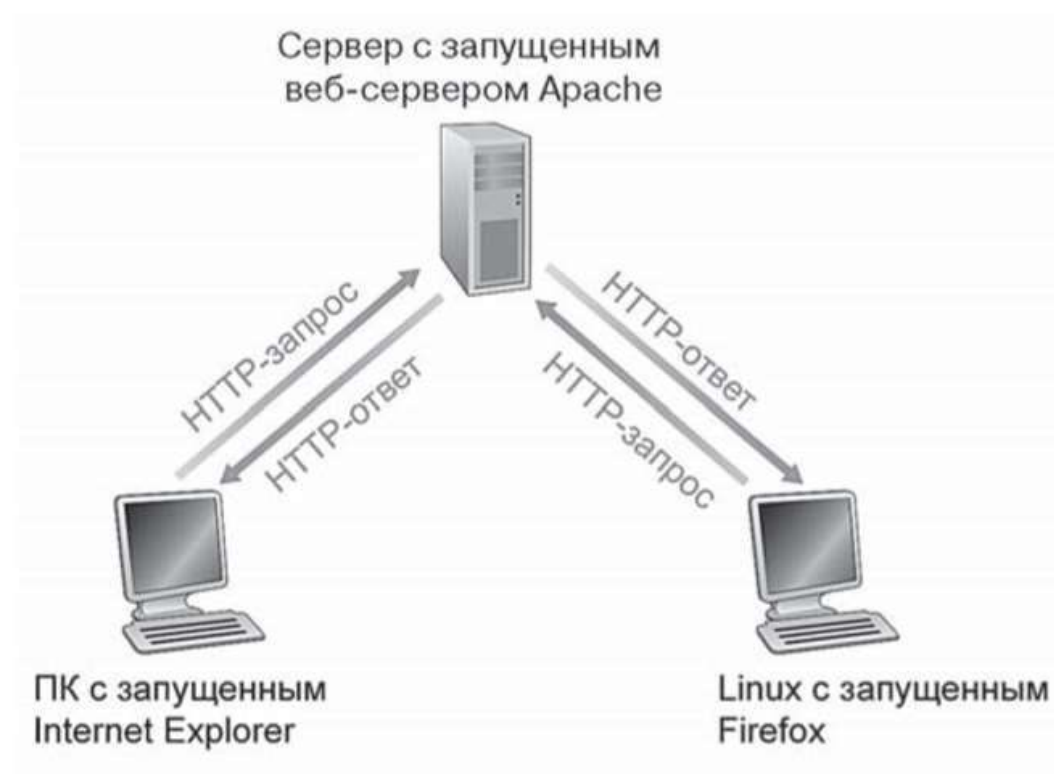 Сервер с запущенным
веб-сервером Apache
HTTP-запрос
HTTP-ответ
HTTP-ответ
HTTP-запрос
ПК с запущенным
Internet Explorer
Linux с запущенным
Firefox